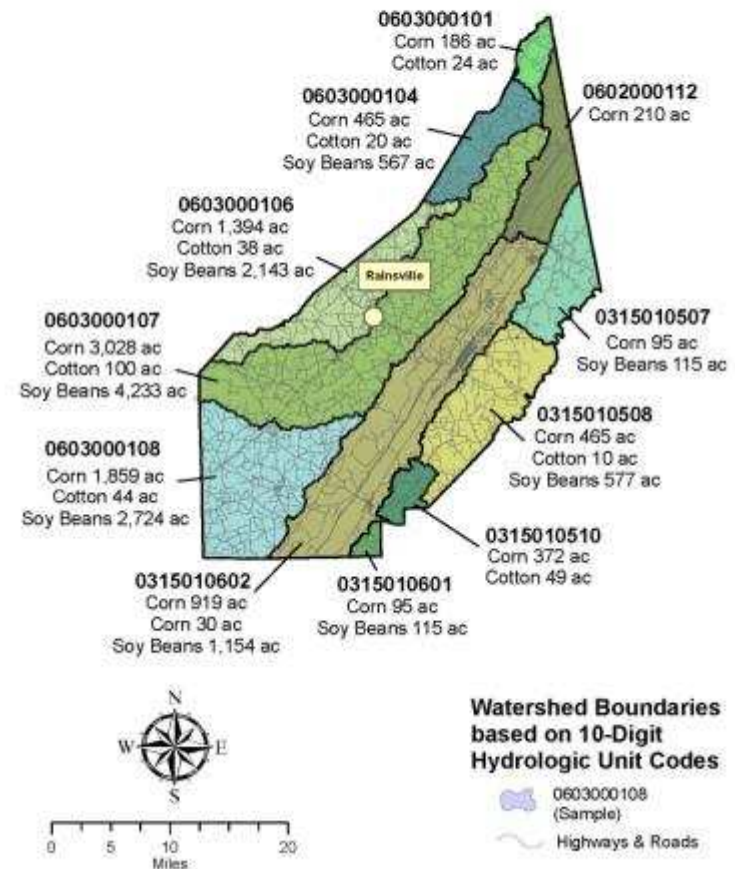 0603000101
Corn 186 ac
Cotton 24 ac
0602000112
Corn 210 ac
0603000104
Corn 465 ac
Cotton 20 ac
Soy Beans 567 ac
0603000106
Corn 1,394 ac
Cotton 38 ac
Soy Beans 2,143 ac
Rainsville
0603000107
Corn 3,028 ac
Cotton 100 ac
Soy Beans 4,233 ac
0315010507
Corn 95 ac
Soy Beans 115 ac
0315010508
Corn 465 ac
Cotton 10 ac
Soy Beans 577 ac
0603000108
Corn 1,859 ac
Cotton 44 ac
Soy Beans 2,724 ac
0315010510
Corn 372 ac
Cotton 49 ac
0315010602
Corn 919 ac
Corn 30 ac
Soy Beans 1,154 ac
0315010601
Corn 95 ac
Soy Beans 115 ac
N
W E
S
0 5 10 20
Miles
Watershed Boundaries
based on 10-Digit
Hydrologic Unit Codes
0603000108
(Sample)
Highways & Roads